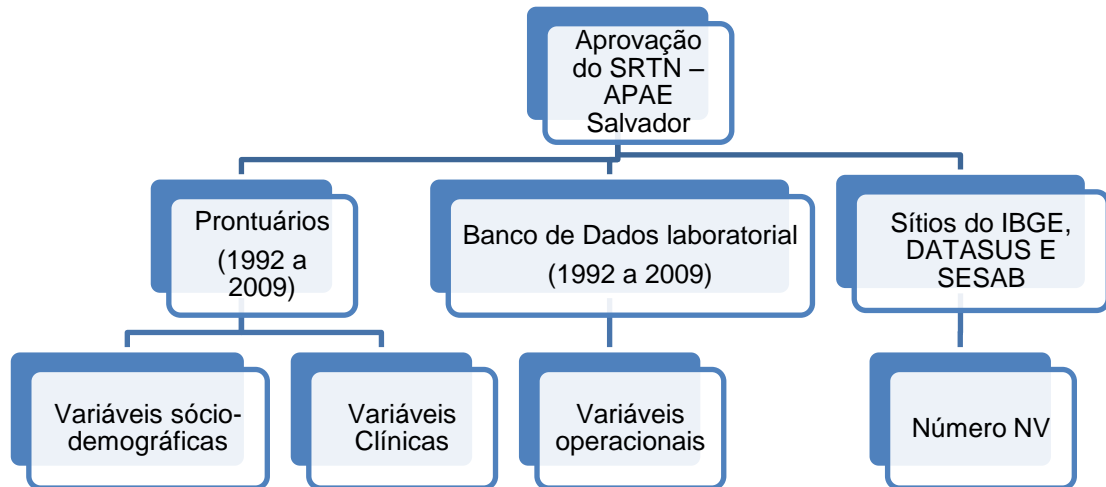 Aprovação
do SRTN –
APAE
Salvador
Prontuários
(1992 a
2009)
Banco de Dados laboratorial
(1992 a 2009)
Sítios do IBGE,
DATASUS E
SESAB
Variáveis sócio-
demográficas
Variáveis
Clínicas
Variáveis
operacionais
Número NV